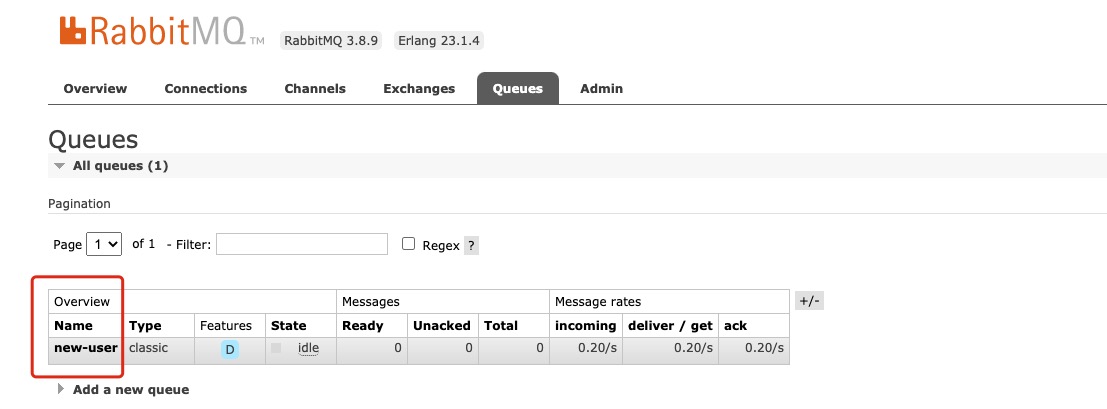 RabbitMQ TM RabbitMQ 3.8.9 Erlang 23.1.4
Overview Connections Channels Exchanges Queues Admin
Queues
All queues (1)
Pagination
Page 1 of 1 - Filter: Regex ?
Overview Messages Message rates +/-
Name Type Features State Ready Unacked Total incoming deliver / get ack
new-user classic D idle 0 0 0 0.20/s 0.20/s 0.20/s
Add a new queue